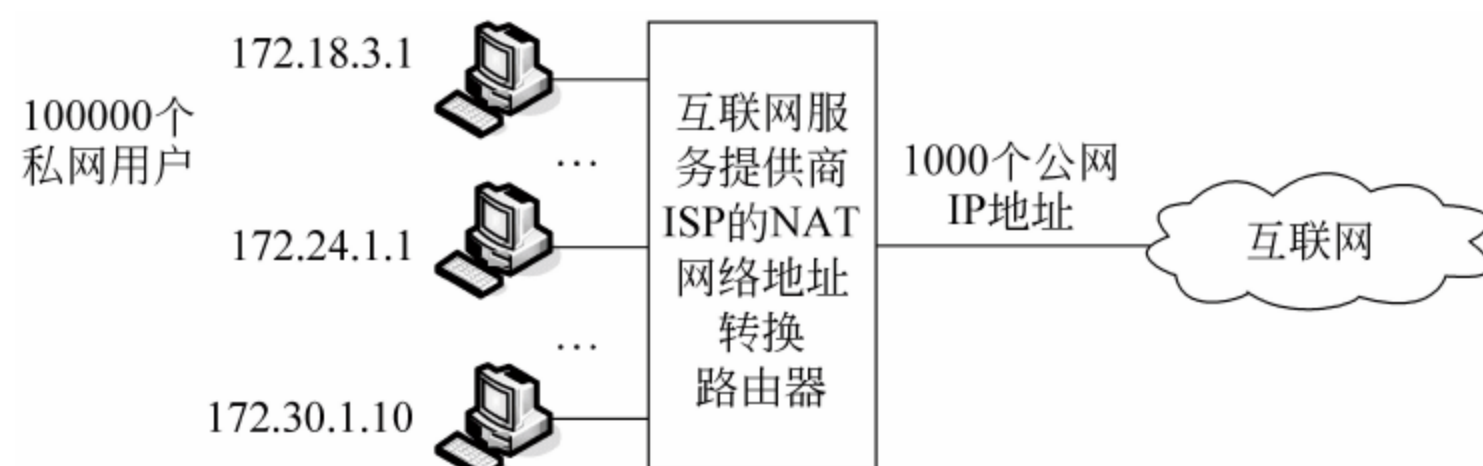 172.18.3.1
100000个
私网用户
…
172.24.1.1
…
172.30.1.10
互联网服
务提供商
ISP的NAT
网络地址
转换
路由器
1000个公网
IP地址
互联网